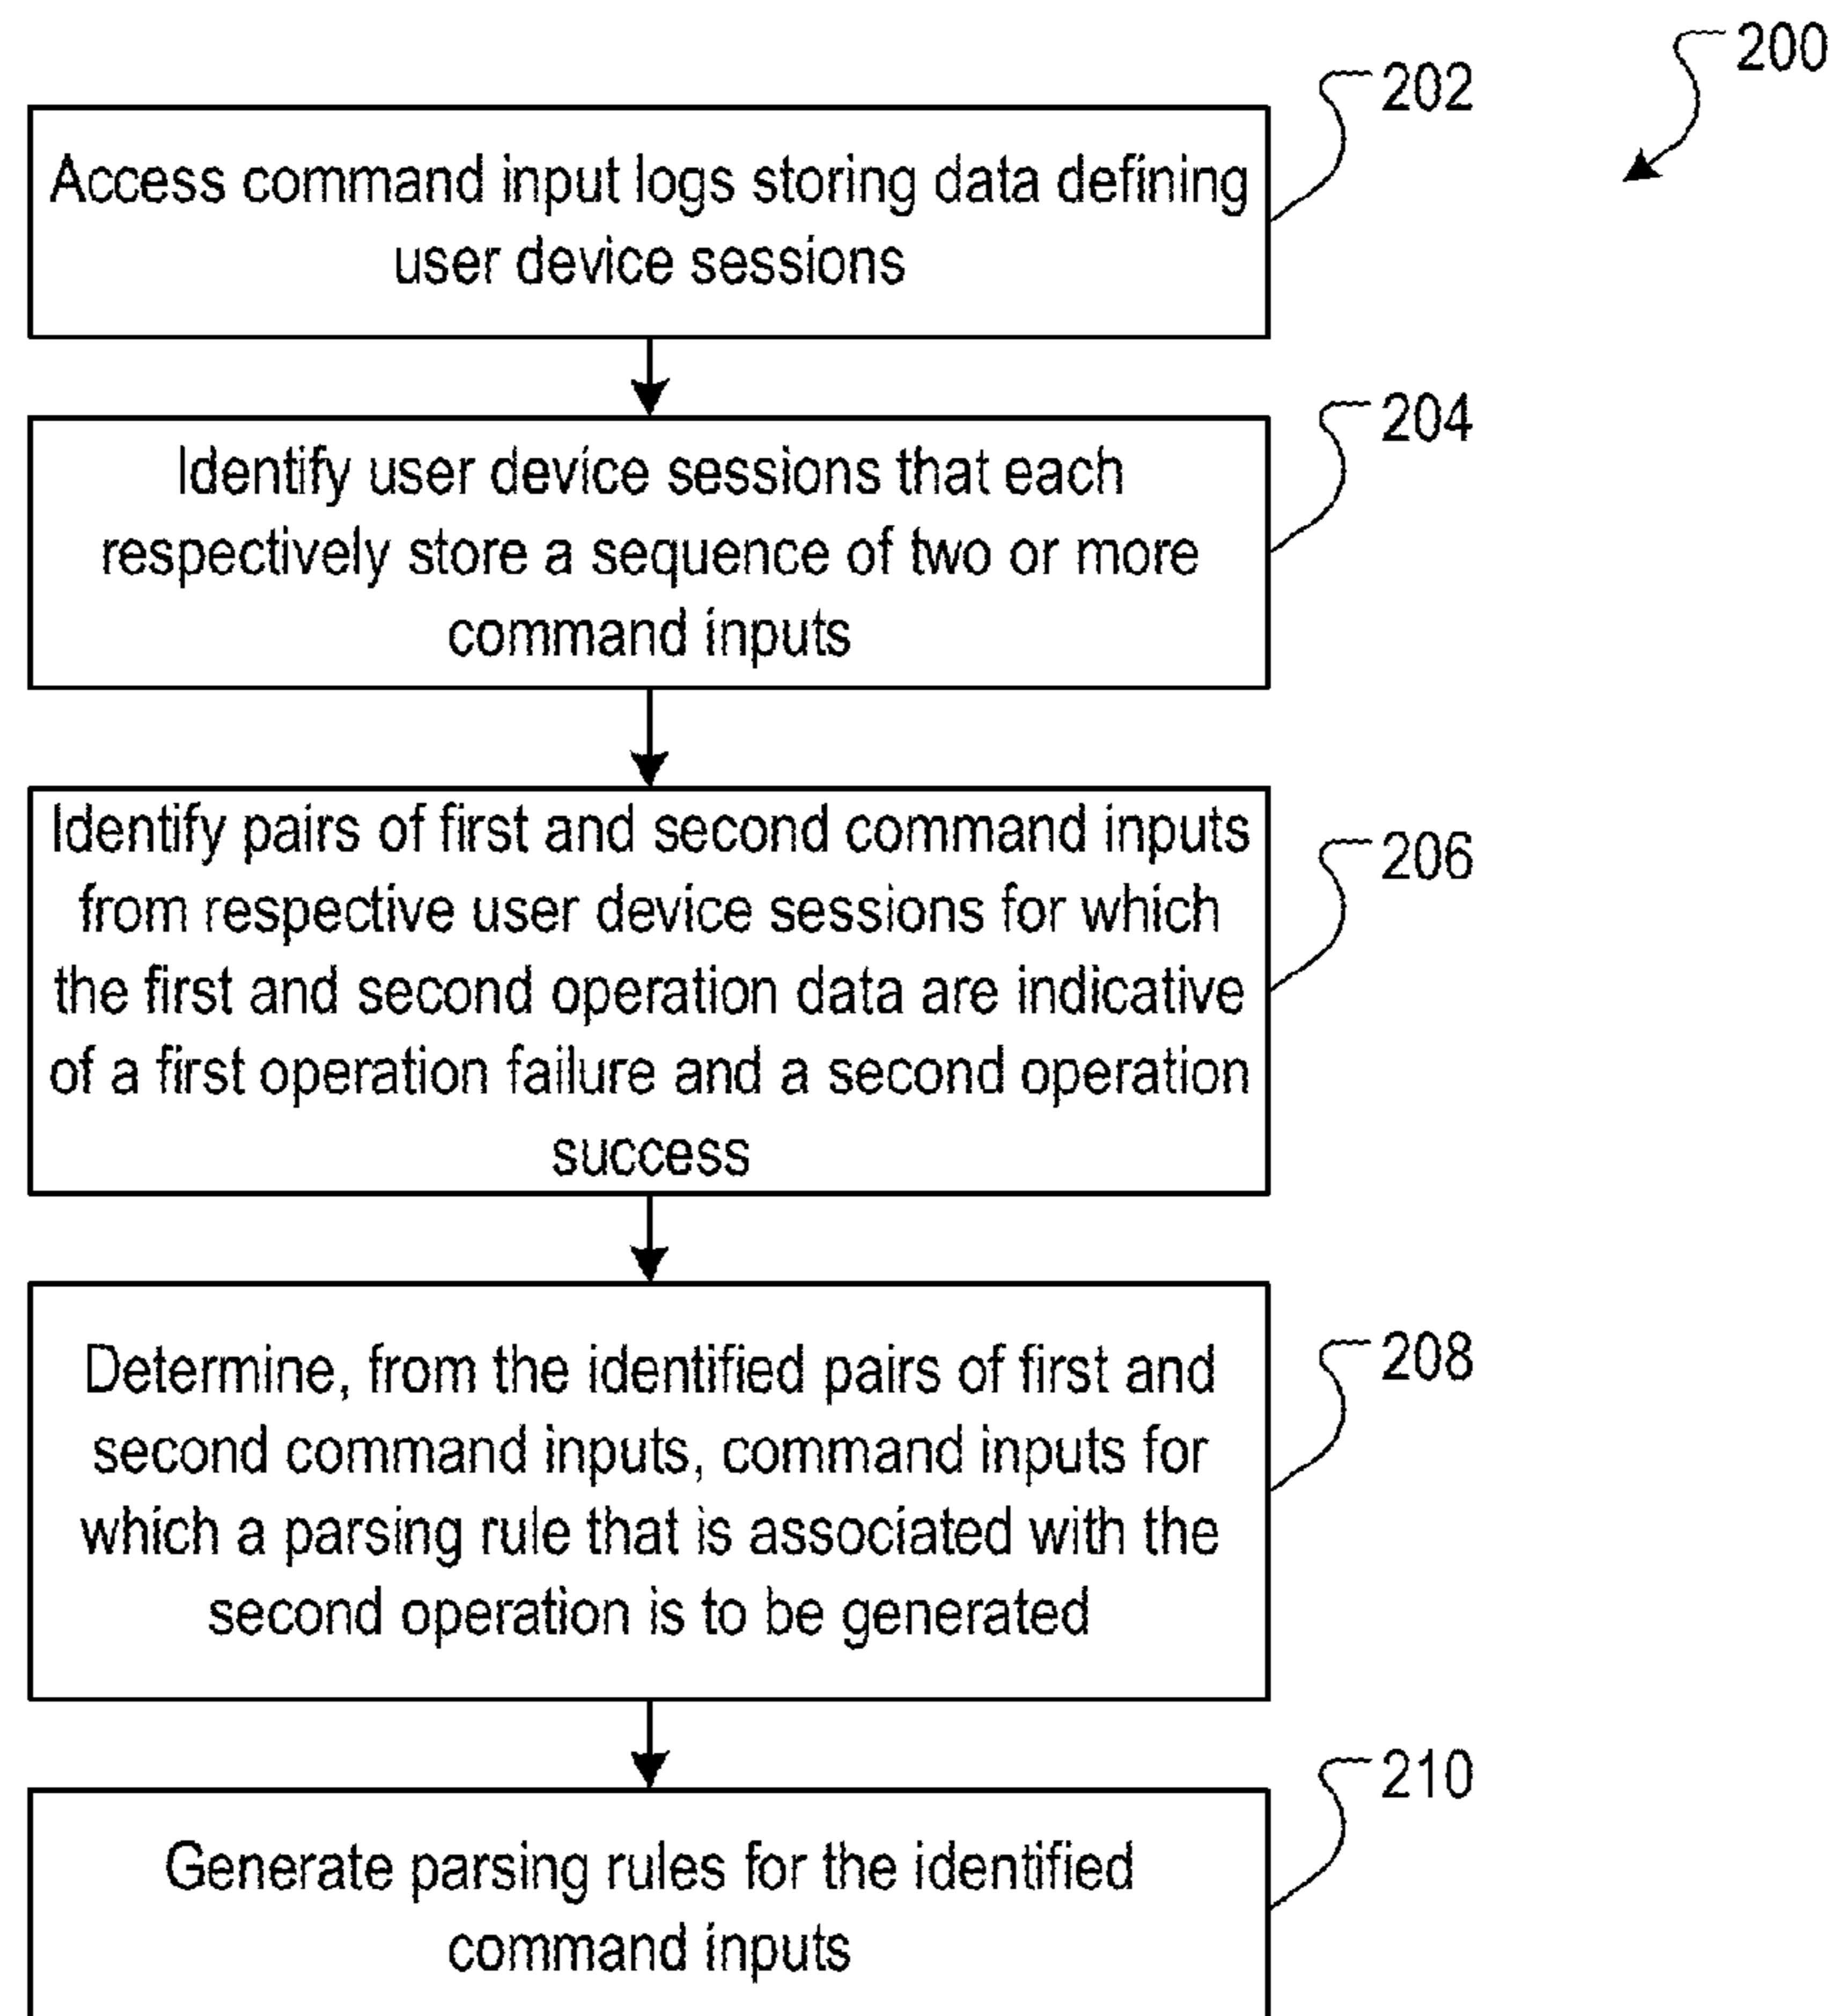 200
202
Access command input logs storing data defining
user device sessions
204
Identify user device sessions that each
respectively store a sequence of two or more
command inputs
206
Identify pairs of first and second command inputs
from respective user device sessions for which
the first and second operation data are indicative
of a first operation failure and a second operation
success
208
Determine, from the identified pairs of first and
second command inputs, command inputs for
which a parsing rule that is associated with the
second operation is to be generated
210
Generate parsing rules for the identified
command inputs